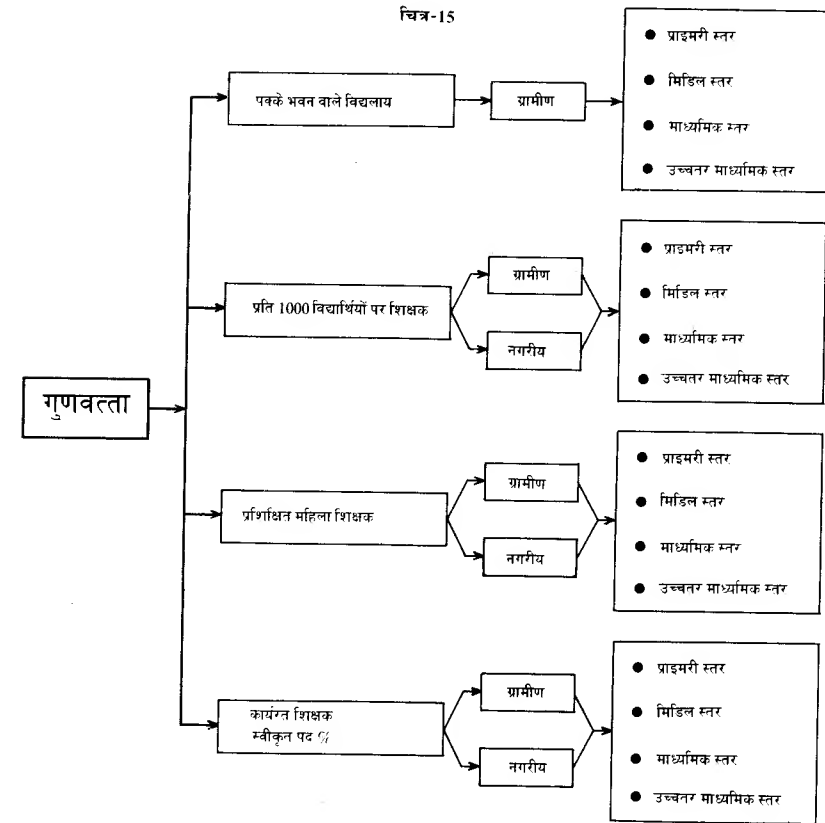 चित्र-15
पक्के भवन वाले विद्यलाय
ग्रामीण
प्राइमरी स्तर
मिडिल स्तर
माध्यमिक स्तर
उच्चतर माध्यमिक स्तर
प्रति 1000 विद्यार्थियों पर शिक्षक
ग्रामीण
नगरीय
प्राइमरी स्तर
मिडिल स्तर
माध्यमिक स्तर
उच्चतर माध्यमिक स्तर
गुणवत्ता
प्रशिक्षित महिला शिक्षक
ग्रामीण
नगरीय
प्राइमरी स्तर
मिडिल स्तर
माध्यमिक स्तर
उच्चतर माध्यमिक स्तर
कार्यरत शिक्षक
स्वीकृत पद %
ग्रामीण
नगरीय
प्राइमरी स्तर
मिडिल स्तर
माध्यमिक स्तर
उच्चतर माध्यमिक स्तर